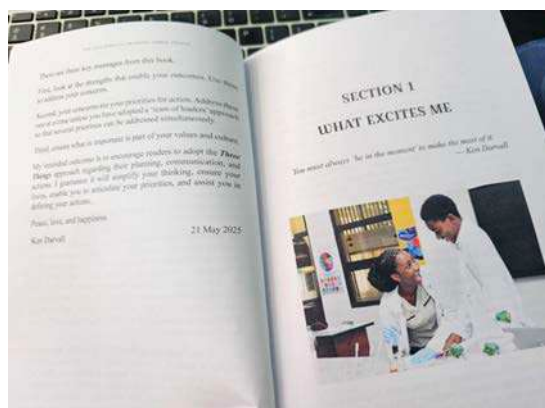 There are three key messages from this book.
First, look at the strengths that enable your outcomes. Use them
to address your concerns.
Second, your concerns are your priorities for action. Address them
one at a time unless you have adopted a "team of leaders" approach
so that several priorities can be addressed simultaneously.
Third, ensure what is important is part of your values and culture.
My intended outcome is to encourage readers to adopt the Three
Things approach regarding their planning, communication, and
actions. I guarantee it will simplify your thinking, ensure your
focus, enable you to articulate your priorities, and assist you in
defining your actions.
Peace, love, and happiness
Ken Darvall
21 May 2025
SECTION 1
WHAT EXCITES ME
You must always 'be in the moment' to make the most of it.
— Ken Darvall